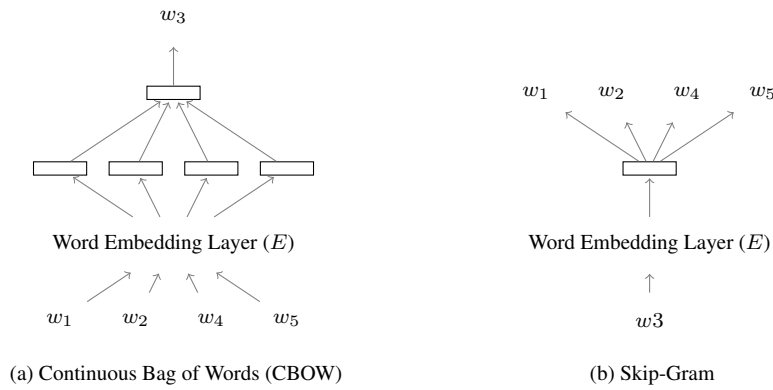 w₃
w₁ w₂ w₄ w₅
Word Embedding Layer (E)
Word Embedding Layer (E)
w₁ w₂ w₄ w₅
w3
(a) Continuous Bag of Words (CBOW)
(b) Skip-Gram